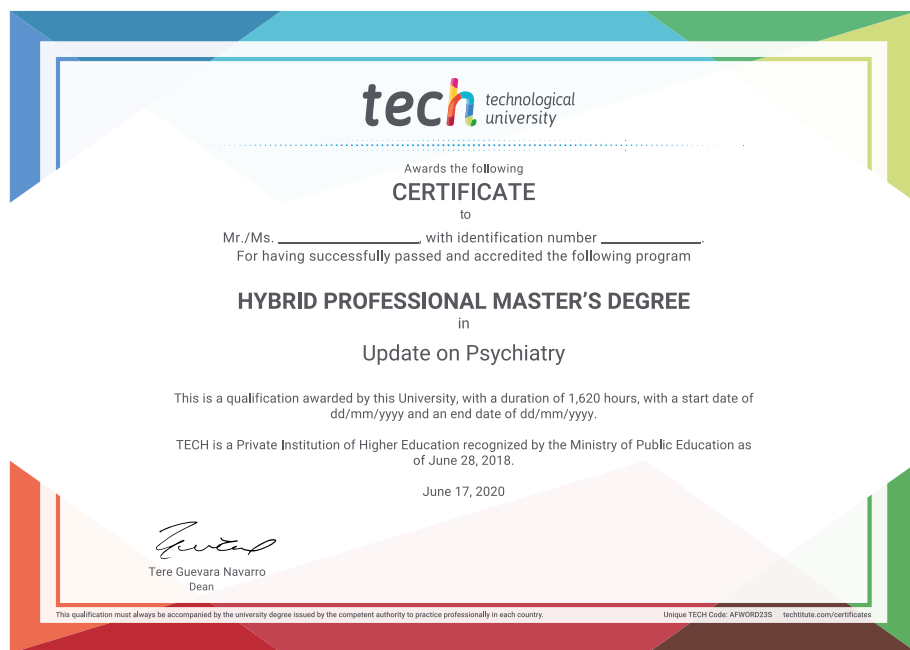 tech technological
university
Awards the following
CERTIFICATE
to
Mr./Ms. ____________________, with identification number ______________.
For having successfully passed and accredited the following program
HYBRID PROFESSIONAL MASTER'S DEGREE
in
Update on Psychiatry
This is a qualification awarded by this University, with a duration of 1,620 hours, with a start date of
dd/mm/yyyy and an end date of dd/mm/yyyy.
TECH is a Private Institution of Higher Education recognized by the Ministry of Public Education as
of June 28, 2018.
June 17, 2020
Tere Guevara Navarro
Dean
This qualification must always be accompanied by the university degree issued by the competent authority to practice professionally in each country.
Unique TECH Code: AFWORD23S techtitute.com/certificates